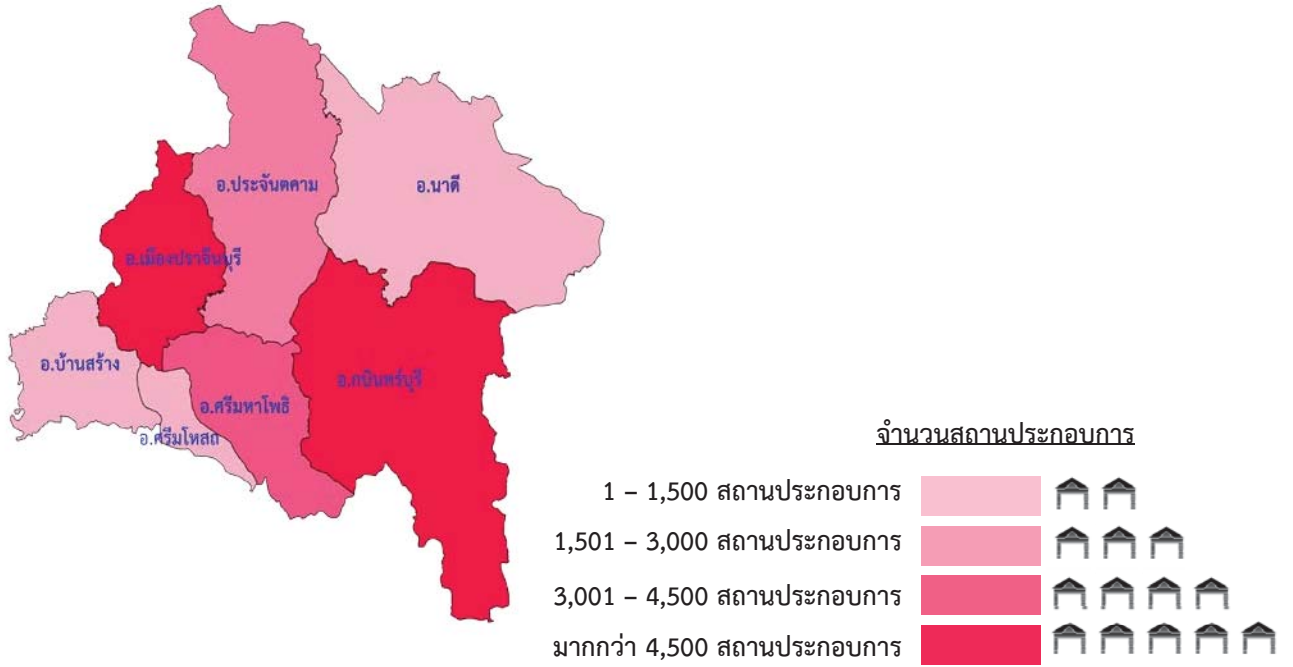 อ.ประจันตคาม
อ.นาดี
อ.เมืองปราจีนบุรี
อ.บ้านสร้าง
อ.กบินทร์บุรี
อ.ศรีมหาโพธิ
อ.ศรีมโหสถ
จำนวนสถานประกอบการ
1 – 1,500 สถานประกอบการ
1,501 – 3,000 สถานประกอบการ
3,001 – 4,500 สถานประกอบการ
มากกว่า 4,500 สถานประกอบการ